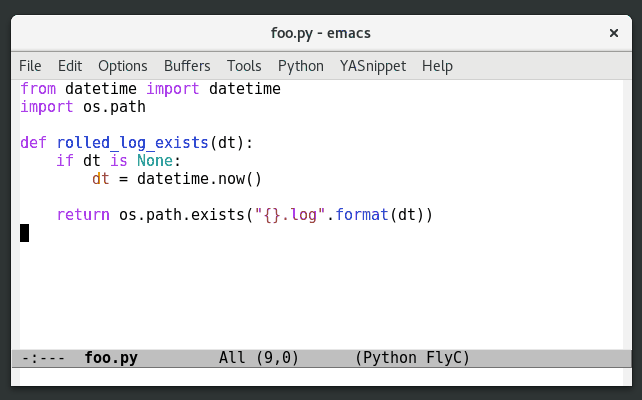 foo.py - emacs
×
File Edit Options Buffers Tools Python YASnippet Help
from datetime import datetime
import os.path
def rolled_log_exists(dt):
    if dt is None:
        dt = datetime.now()
    return os.path.exists("{}.log".format(dt))
-:--- foo.py All (9,0) (Python FlyC)